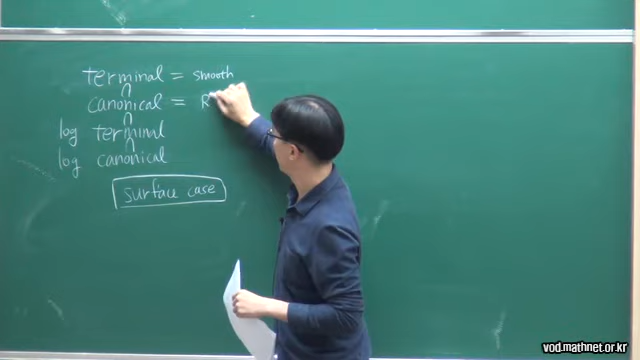 terminal = smooth
∩
canonical = R
∩
log terminal
∩
log canonical
surface case
vod.mathnet.or.kr